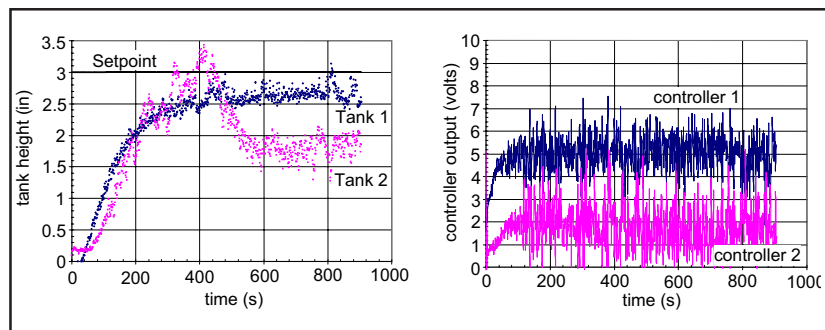 3.5
3
2.5
2
1.5
1
0.5
0
tank height (in)
Setpoint
Tank 1
Tank 2
0 200 400 600 800 1000
time (s)
10
9
8
7
6
5
4
3
2
1
0
controller output (volts)
controller 1
controller 2
0 200 400 600 800 1000
time (s)